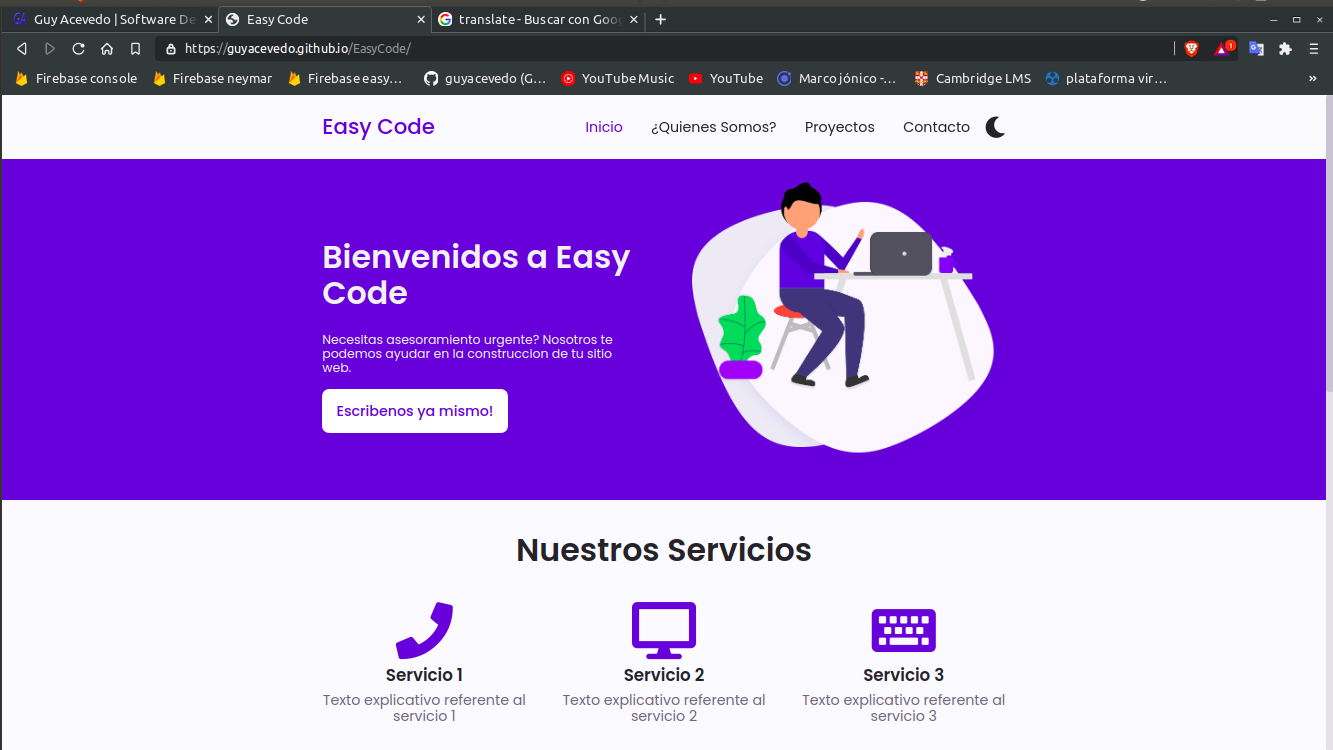 Guy Acevedo | Software De
Easy Code
translate - Buscar con Goo
https://guyacevedo.github.io/EasyCode/
1
Firebase console
Firebase neymar
Firebase easy...
guyacevedo (G...
YouTube Music
YouTube
Marco jónico -...
Cambridge LMS
plataforma vir...
»
Easy Code
Inicio
¿Quienes Somos?
Proyectos
Contacto
Bienvenidos a Easy
Code
Necesitas asesoramiento urgente? Nosotros te
podemos ayudar en la construccion de tu sitio
web.
Escribenos ya mismo!
Nuestros Servicios
Servicio 1
Texto explicativo referente al
servicio 1
Servicio 2
Texto explicativo referente al
servicio 2
Servicio 3
Texto explicativo referente al
servicio 3